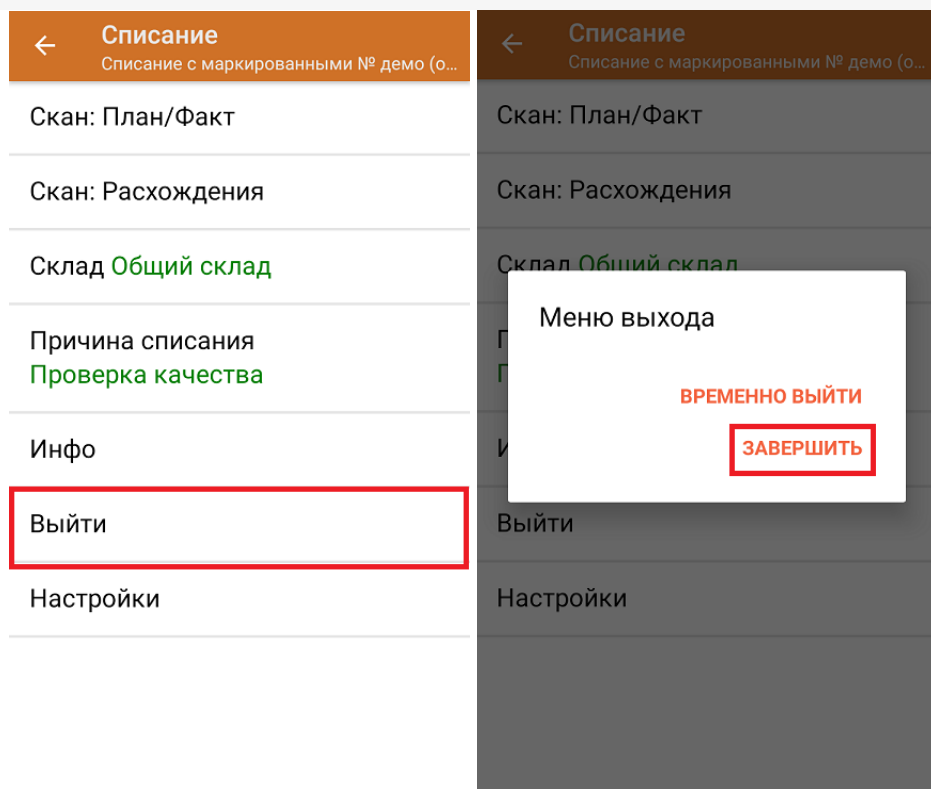 Списание
Списание с маркированными № демо (о...
Скан: План/Факт
Скан: Расхождения
Склад Общий склад
Причина списания
Проверка качества
Инфо
Выйти
Настройки
Списание
Списание с маркированными № демо (о...
Скан: План/Факт
Скан: Расхождения
Склад Общий склад
Меню выхода
ВРЕМЕННО ВЫЙТИ
ЗАВЕРШИТЬ
Выйти
Настройки